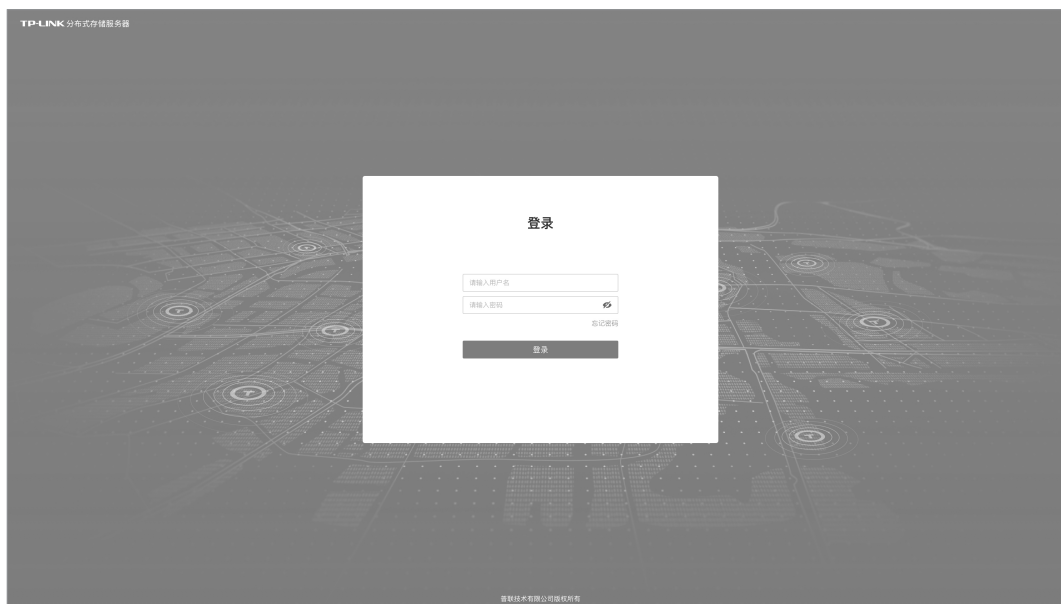 TP-LINK 分布式存储服务器
登录
请输入用户名
请输入密码
忘记密码
登录
普联技术有限公司版权所有